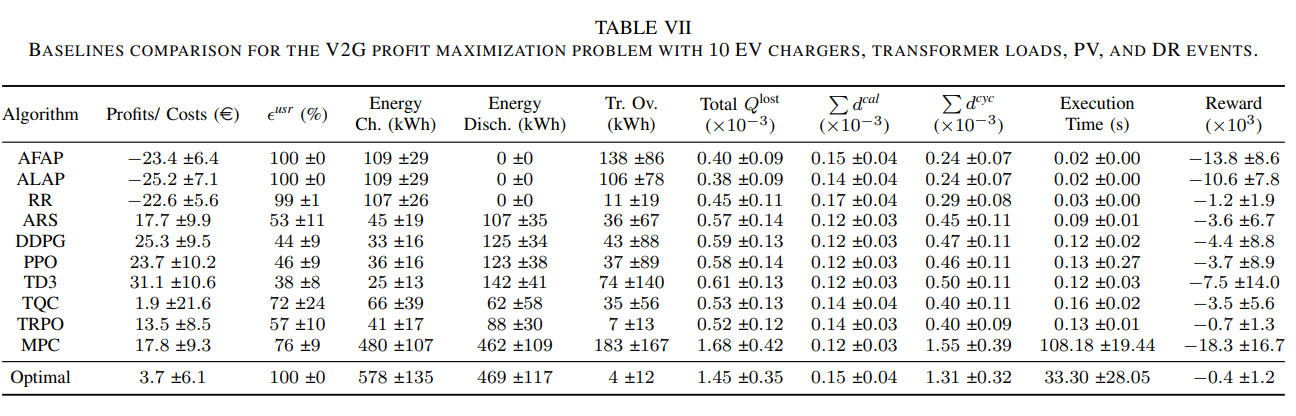 TABLE VII
BASELINES COMPARISON FOR THE V2G PROFIT MAXIMIZATION PROBLEM WITH 10 EV CHARGERS, TRANSFORMER LOADS, PV, AND DR EVENTS.
Algorithm Profits/ Costs (€) ϵ^usr (%) Energy Ch. (kWh) Energy Disch. (kWh) Tr. Ov. (kWh) Total Q^lost (×10−3) ∑ d^cal (×10−3) ∑ d^cyc (×10−3) Execution Time (s) Reward (×10^3)
AFAP −23.4 ±6.4 100 ±0 109 ±29 0 ±0 138 ±86 0.40 ±0.09 0.15 ±0.04 0.24 ±0.07 0.02 ±0.00 −13.8 ±8.6
ALAP −25.2 ±7.1 100 ±0 109 ±29 0 ±0 106 ±78 0.38 ±0.09 0.14 ±0.04 0.24 ±0.07 0.02 ±0.00 −10.6 ±7.8
RR −22.6 ±5.6 99 ±1 107 ±26 0 ±0 11 ±19 0.45 ±0.11 0.17 ±0.04 0.29 ±0.08 0.03 ±0.00 −1.2 ±1.9
ARS 17.7 ±9.9 53 ±11 45 ±19 107 ±35 36 ±67 0.57 ±0.14 0.12 ±0.03 0.45 ±0.11 0.09 ±0.01 −3.6 ±6.7
DDPG 25.3 ±9.5 44 ±9 33 ±16 125 ±34 43 ±88 0.59 ±0.13 0.12 ±0.03 0.47 ±0.11 0.12 ±0.02 −4.4 ±8.8
PPO 23.7 ±10.2 46 ±9 36 ±16 123 ±38 37 ±89 0.58 ±0.14 0.12 ±0.03 0.46 ±0.11 0.13 ±0.27 −3.7 ±8.9
TD3 31.1 ±10.6 38 ±8 25 ±13 142 ±41 74 ±140 0.61 ±0.13 0.12 ±0.03 0.50 ±0.11 0.12 ±0.03 −7.5 ±14.0
TQC 1.9 ±21.6 72 ±24 66 ±39 62 ±58 35 ±56 0.53 ±0.13 0.14 ±0.04 0.40 ±0.11 0.16 ±0.02 −3.5 ±5.6
TRPO 13.5 ±8.5 57 ±10 41 ±17 88 ±30 7 ±13 0.52 ±0.12 0.14 ±0.03 0.40 ±0.09 0.13 ±0.01 −0.7 ±1.3
MPC 17.8 ±9.3 76 ±9 480 ±107 462 ±109 183 ±167 1.68 ±0.42 0.12 ±0.03 1.55 ±0.39 108.18 ±19.44 −18.3 ±16.7
Optimal 3.7 ±6.1 100 ±0 578 ±135 469 ±117 4 ±12 1.45 ±0.35 0.15 ±0.04 1.31 ±0.32 33.30 ±28.05 −0.4 ±1.2